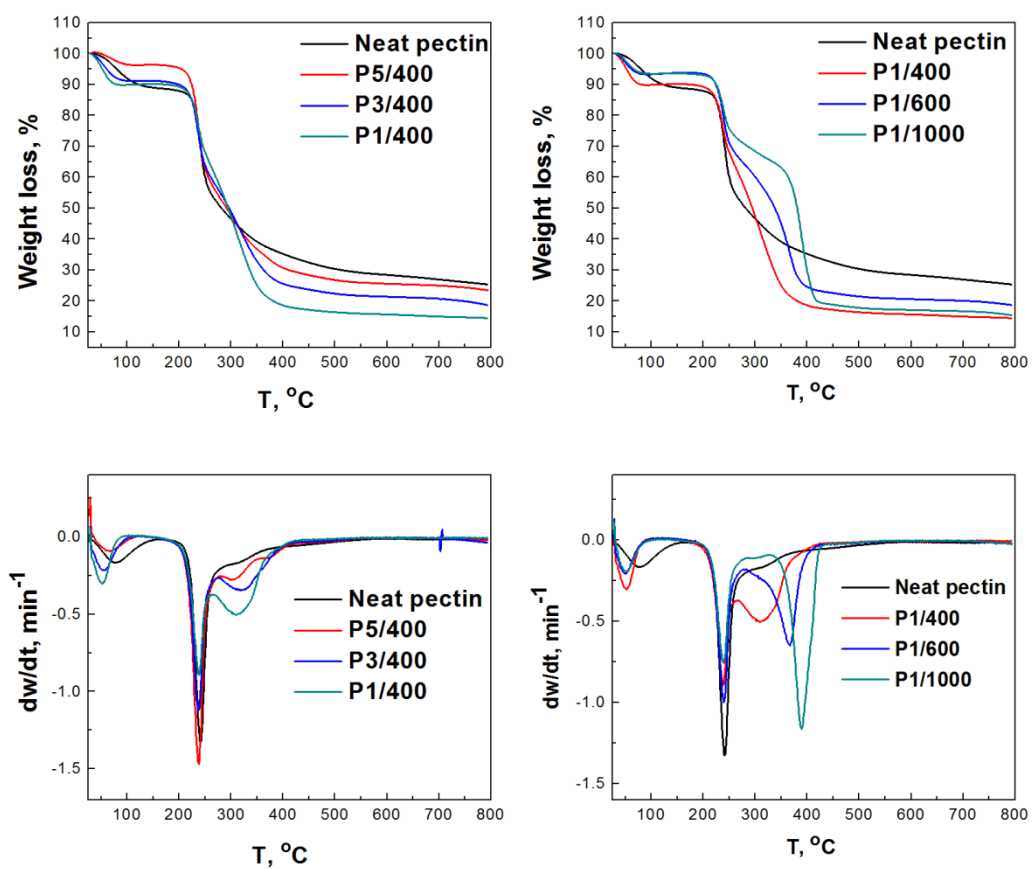 110
100
90
80
70
60
50
40
30
20
10
Weight loss, %
Neat pectin
P5/400
P3/400
P1/400
100 200 300 400 500 600 700 800
T, °C
110
100
90
80
70
60
50
40
30
20
10
Weight loss, %
Neat pectin
P1/400
P1/600
P1/1000
100 200 300 400 500 600 700 800
T, °C
0.0
-0.5
-1.0
-1.5
dw/dt, min⁻¹
Neat pectin
P5/400
P3/400
P1/400
100 200 300 400 500 600 700 800
T, °C
0.0
-0.5
-1.0
-1.5
dw/dt, min⁻¹
Neat pectin
P1/400
P1/600
P1/1000
100 200 300 400 500 600 700 800
T, °C